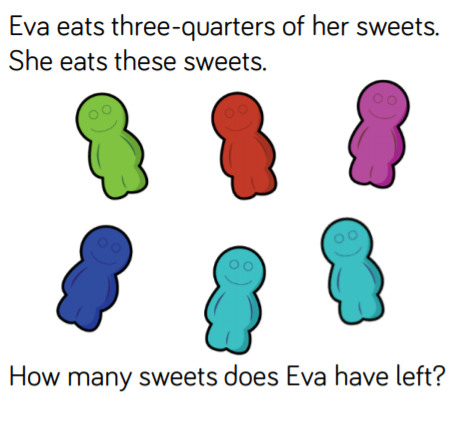 Eva eats three-quarters of her sweets.
She eats these sweets.
How many sweets does Eva have left?